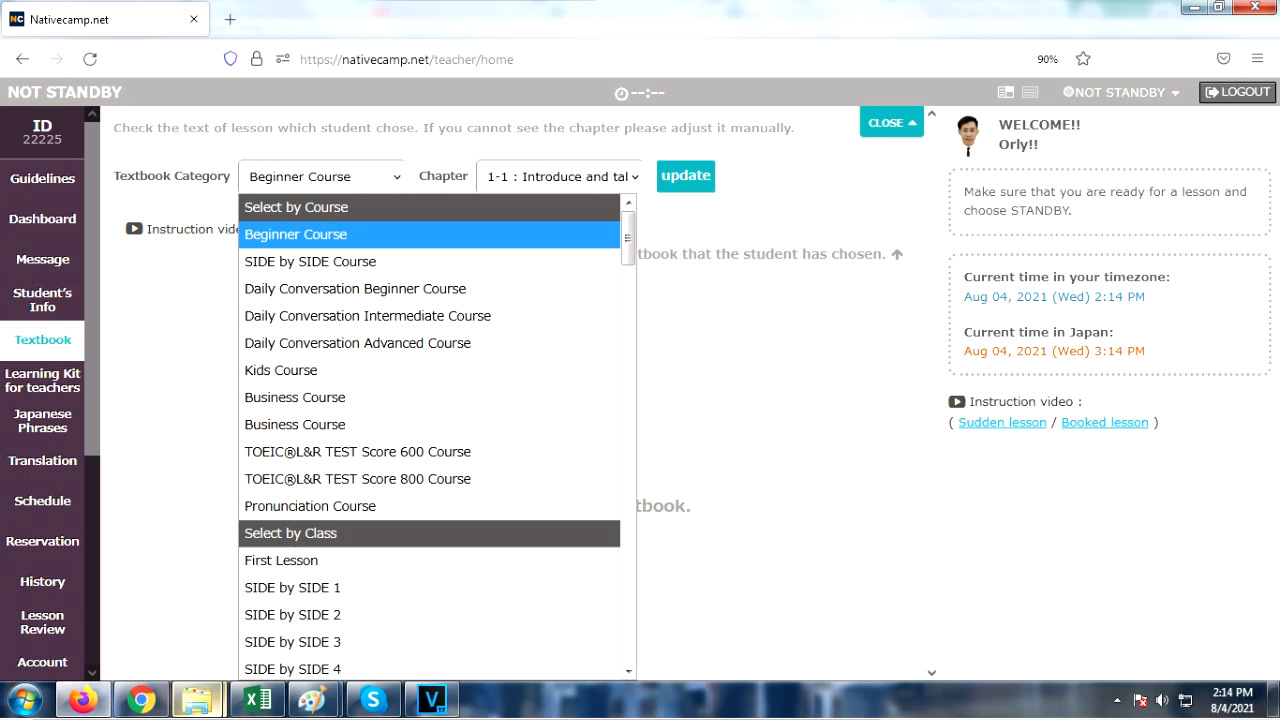 Nativecamp.net
https://nativecamp.net/teacher/home
90%
NOT STANDBY
--:--
NOT STANDBY
LOGOUT
ID
22225
Guidelines
Dashboard
Message
Student's
Info
Textbook
Learning Kit
for teachers
Japanese
Phrases
Translation
Schedule
Reservation
History
Lesson
Review
Account
Check the text of lesson which student chose. If you cannot see the chapter please adjust it manually.
CLOSE
Textbook Category
Beginner Course
Chapter
1-1 : Introduce and tal
update
Instruction vide
tbook that the student has chosen.
tbook.
Select by Course
Beginner Course
SIDE by SIDE Course
Daily Conversation Beginner Course
Daily Conversation Intermediate Course
Daily Conversation Advanced Course
Kids Course
Business Course
Business Course
TOEIC®L&R TEST Score 600 Course
TOEIC®L&R TEST Score 800 Course
Pronunciation Course
Select by Class
First Lesson
SIDE by SIDE 1
SIDE by SIDE 2
SIDE by SIDE 3
SIDE by SIDE 4
WELCOME!!
Orly!!
Make sure that you are ready for a lesson and
choose STANDBY.
Current time in your timezone:
Aug 04, 2021 (Wed) 2:14 PM
Current time in Japan:
Aug 04, 2021 (Wed) 3:14 PM
Instruction video :
( Sudden lesson / Booked lesson )
2:14 PM
8/4/2021